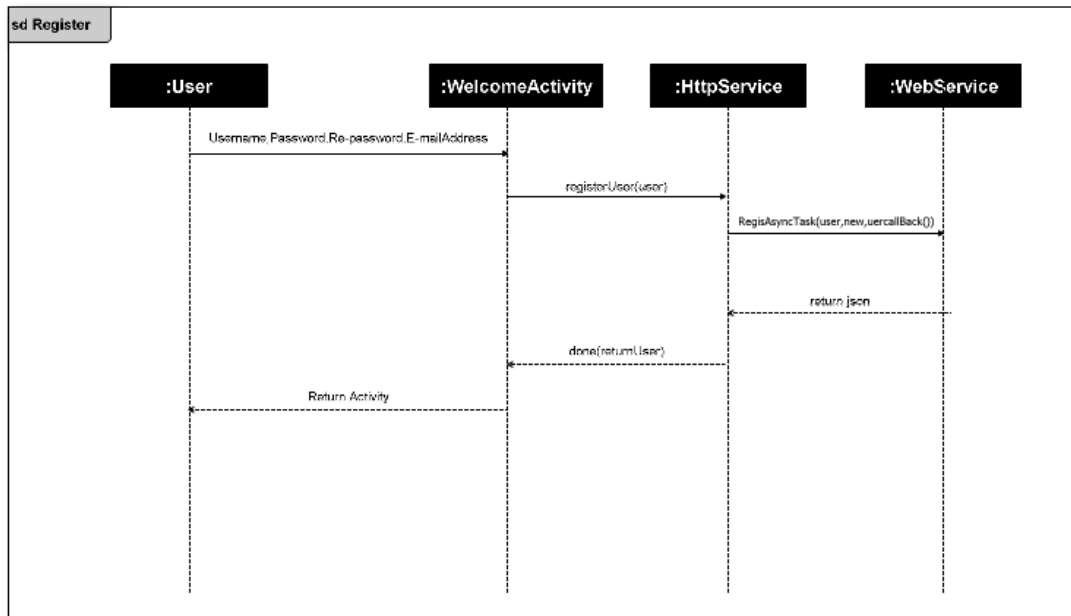 sd Register
:User
:WelcomeActivity
:HttpService
:WebService
Username,Password,Re-password,E-mailAddress
registerUser(user)
RegisAsyncTask(user,new,uercallBack())
return json
done(returnUser)
Return Activity